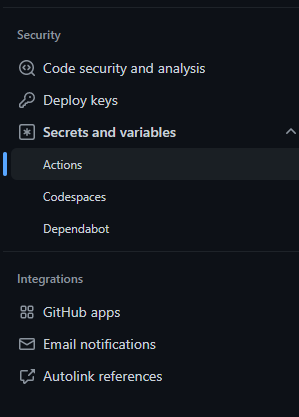 Security
Code security and analysis
Deploy keys
Secrets and variables
Actions
Codespaces
Dependabot
Integrations
GitHub apps
Email notifications
Autolink references